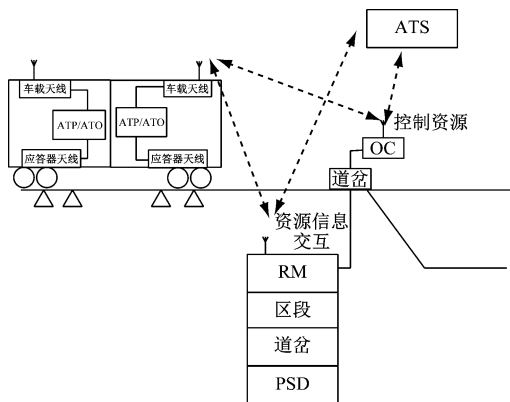 ATS
车载天线
车载天线
ATP/ATO
ATP/ATO
控制资源
OC
应答器天线
应答器天线
道岔
资源信息
交互
RM
区段
道岔
PSD